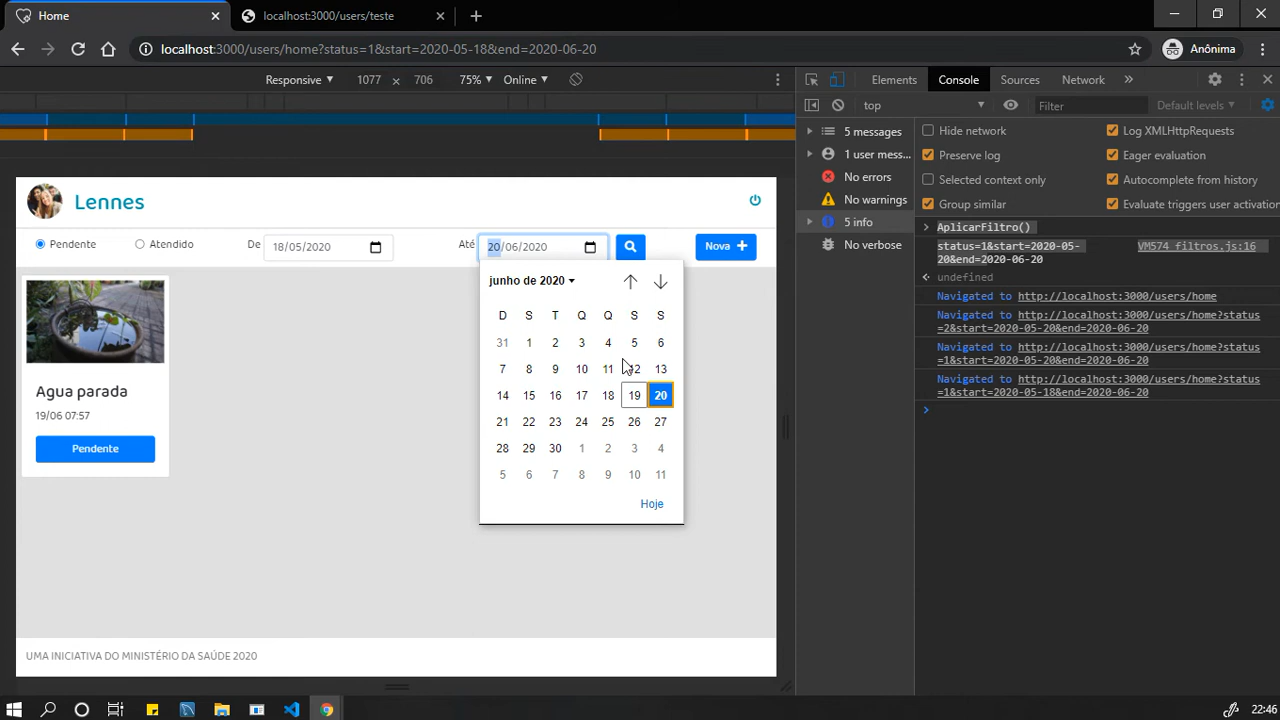 Home
localhost:3000/users/teste
localhost:3000/users/home?status=1&start=2020-05-18&end=2020-06-20
Anônima
Responsive
1077 × 706
75%
Online
Elements
Console
Sources
Network
top
Filter
Default levels
5 messages
1 user mess...
No errors
No warnings
5 info
No verbose
Hide network
Log XMLHttpRequests
Preserve log
Eager evaluation
Selected context only
Autocomplete from history
Group similar
Evaluate triggers user activation
AplicarFiltro()
status=1&start=2020-05-
20&end=2020-06-20
VM574 filtros.js:16
undefined
Navigated to http://localhost:3000/users/home
Navigated to http://localhost:3000/users/home?status
=2&start=2020-05-20&end=2020-06-20
Navigated to http://localhost:3000/users/home?status
=1&start=2020-05-20&end=2020-06-20
Navigated to http://localhost:3000/users/home?status
=1&start=2020-05-18&end=2020-06-20
Lennes
Pendente
Atendido
De
18/05/2020
Até
20/06/2020
Nova +
junho de 2020
D S T Q Q S S
31 1 2 3 4 5 6
7 8 9 10 11 12 13
14 15 16 17 18 19 20
21 22 23 24 25 26 27
28 29 30 1 2 3 4
5 6 7 8 9 10 11
Hoje
Agua parada
19/06 07:57
Pendente
UMA INICIATIVA DO MINISTÉRIO DA SAÚDE 2020
22:46